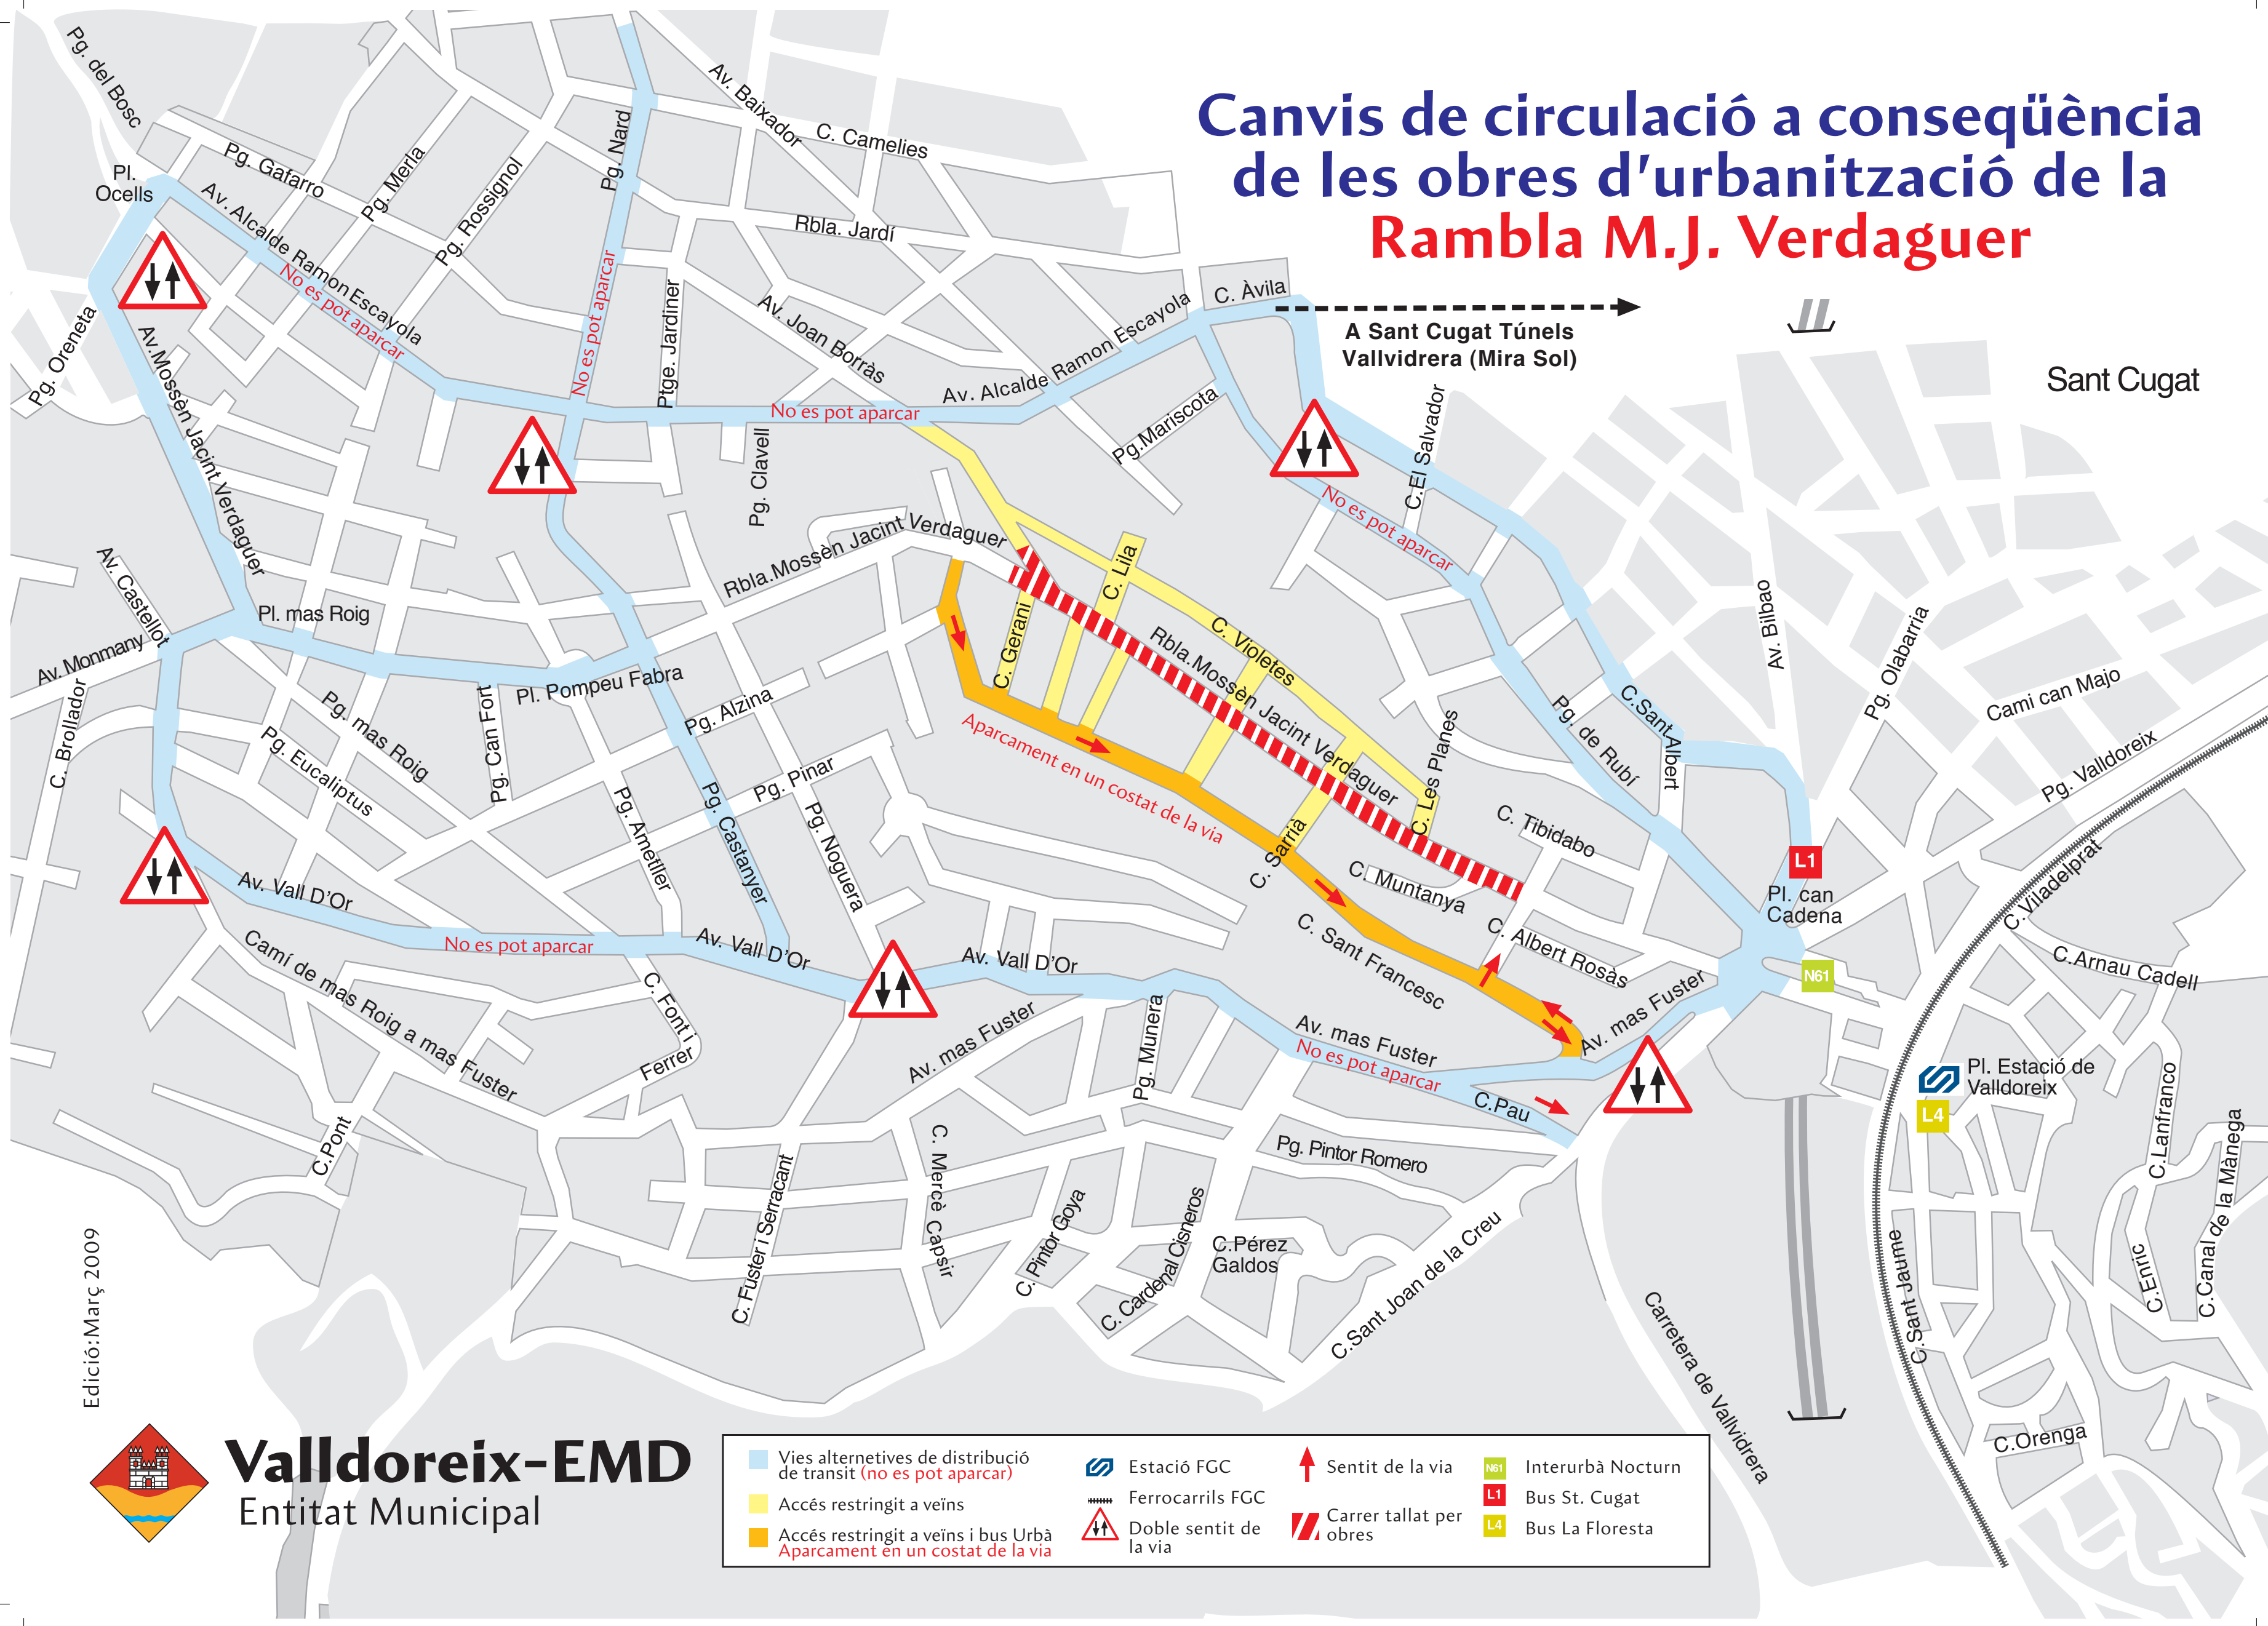 Canvis de circulació a conseqüència
de les obres d'urbanització de la
Rambla M.J. Verdaguer
Pg. del Bosc
Pl.
Ocells
Pg. Gafarro
Pg. Merla
Pg. Rossignol
Pg. Nard
Av. Baixador
C. Camelies
Rbla. Jardí
Av. Alcalde Ramon Escayola
No es pot aparcar
No es pot aparcar
Ptge. Jardiner
Av. Joan Borràs
Av. Alcalde Ramon Escayola
No es pot aparcar
C. Àvila
A Sant Cugat Túnels
Vallvidrera (Mira Sol)
Sant Cugat
Pg. Oreneta
Av.Mossèn Jacint Verdaguer
Pg. Clavell
Pg.Mariscota
C.El Salvador
No es pot aparcar
Rbla.Mossèn Jacint Verdaguer
Av. Castellot
Pl. mas Roig
Av. Monmany
C. Brollador
C. Gerani
C. Lila
C. Violetes
Rbla.Mossèn Jacint Verdaguer
Av. Bilbao
Pg. Olabarria
Cami can Majo
Pg. Valldoreix
C.Sant Albert
Pg. de Rubí
Pl. Pompeu Fabra
Pg. Can Fort
Pg. mas Roig
Pg. Eucaliptus
Pg. Alzina
Pg. Pinar
Pg. Ametller
Pg. Castanyer
Pg. Noguera
Aparcament en un costat de la via
C. Les Planes
C. Sarrià
C. Tibidabo
C. Muntanya
C. Albert Rosàs
C. Sant Francesc
L1
Pl. can
Cadena
N61
C.Viladelprat
C.Arnau Cadell
Av. Vall D'Or
No es pot aparcar
Av. Vall D'Or
Av. Vall D'Or
Camí de mas Roig a mas Fuster
C. Font i
Ferrer
Av. mas Fuster
Pg. Munera
Av. mas Fuster
No es pot aparcar
Av. mas Fuster
C.Pau
Pl. Estació de
Valldoreix
L4
C.Lanfranco
C.Canal de la Mànega
C.Enric
C.Sant Jaume
C.Orenga
C.Pont
C. Fuster i Serracant
C. Mercè Capsir
C. Pintor Goya
C. Cardenal Cisneros
C.Pérez
Galdos
Pg. Pintor Romero
C.Sant Joan de la Creu
Carretera de Vallvidrera
Edició:Març 2009
Valldoreix-EMD
Entitat Municipal
Vies alternetives de distribució
de transit (no es pot aparcar)
Accés restringit a veïns
Accés restringit a veïns i bus Urbà
Aparcament en un costat de la via
Estació FGC
Ferrocarrils FGC
Doble sentit de
la via
Sentit de la via
Carrer tallat per
obres
N61 Interurbà Nocturn
L1 Bus St. Cugat
L4 Bus La Floresta